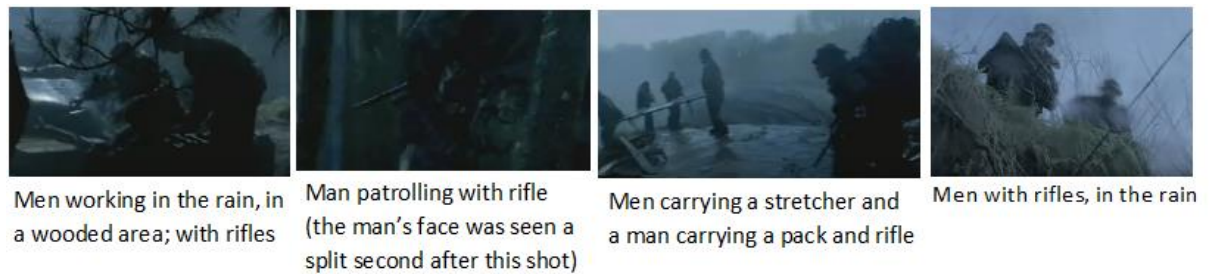 Men working in the rain, in
a wooded area; with rifles
Man patrolling with rifle
(the man's face was seen a
split second after this shot)
Men carrying a stretcher and
a man carrying a pack and rifle
Men with rifles, in the rain